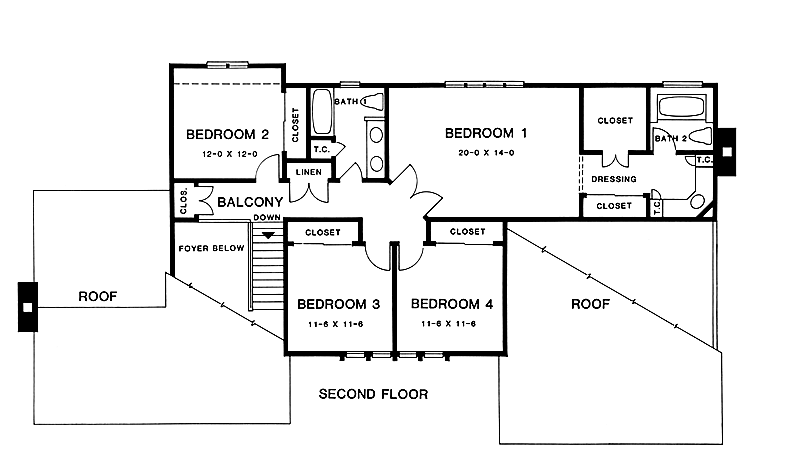 BATH 1
BEDROOM 2
12-0 X 12-0
CLOSET
T.C.
LINEN
BEDROOM 1
20-0 X 14-0
CLOSET
BATH 2
T.C.
DRESSING
CLOSET
T.C.
CLOS.
BALCONY
DOWN
FOYER BELOW
CLOSET
CLOSET
ROOF
BEDROOM 3
11-6 X 11-6
BEDROOM 4
11-6 X 11-6
ROOF
SECOND FLOOR